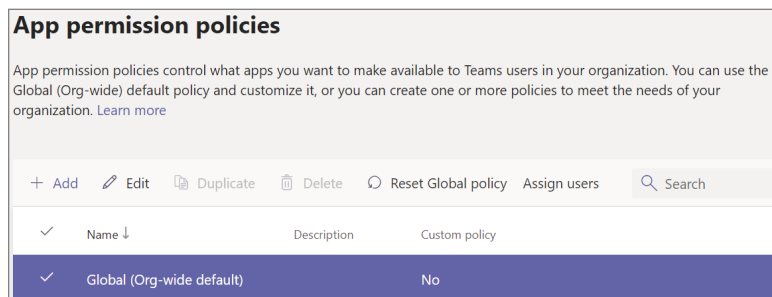 App permission policies
App permission policies control what apps you want to make available to Teams users in your organization. You can use the
Global (Org-wide) default policy and customize it, or you can create one or more policies to meet the needs of your
organization. Learn more
+ Add Edit Duplicate Delete Reset Global policy Assign users Search
Name ↓ Description Custom policy
Global (Org-wide default) No